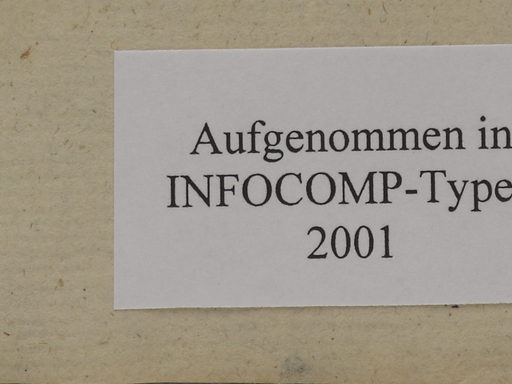 Aufgenommen in
INFOCOMP-Type
2001